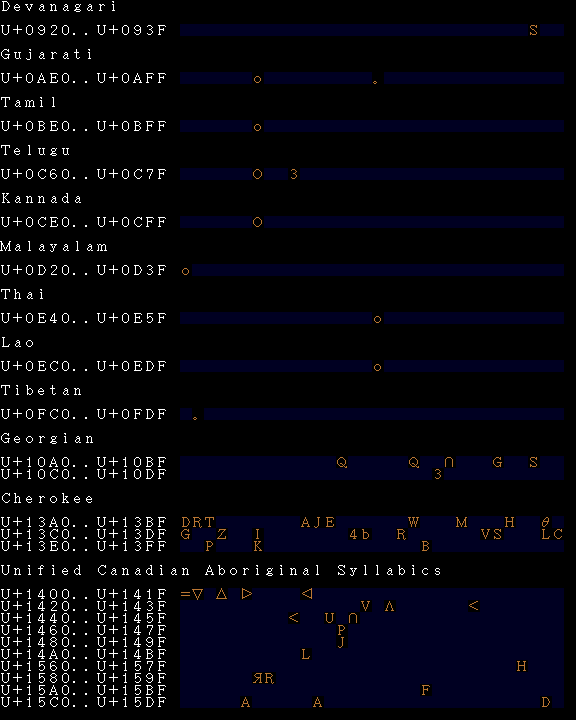 Devanagari
U+0920..U+093F S
Gujarati
U+0AE0..U+0AFF o 。
Tamil
U+0BE0..U+0BFF o
Telugu
U+0C60..U+0C7F O 3
Kannada
U+0CE0..U+0CFF O
Malayalam
U+0D20..U+0D3F o
Thai
U+0E40..U+0E5F o
Lao
U+0EC0..U+0EDF o
Tibetan
U+0FC0..U+0FDF 。
Georgian
U+10A0..U+10BF Q Q ∩ G S
U+10C0..U+10DF 3
Cherokee
U+13A0..U+13BF DRT AJE W M H θ
U+13C0..U+13DF G Z I 4b R VS LC
U+13E0..U+13FF P K B
Unified Canadian Aboriginal Syllabics
U+1400..U+141F =▽ △ ▷ ◁
U+1420..U+143F V Λ <
U+1440..U+145F < U ∩
U+1460..U+147F P
U+1480..U+149F J
U+14A0..U+14BF L
U+1560..U+157F H
U+1580..U+159F ЯR
U+15A0..U+15BF F
U+15C0..U+15DF A A D